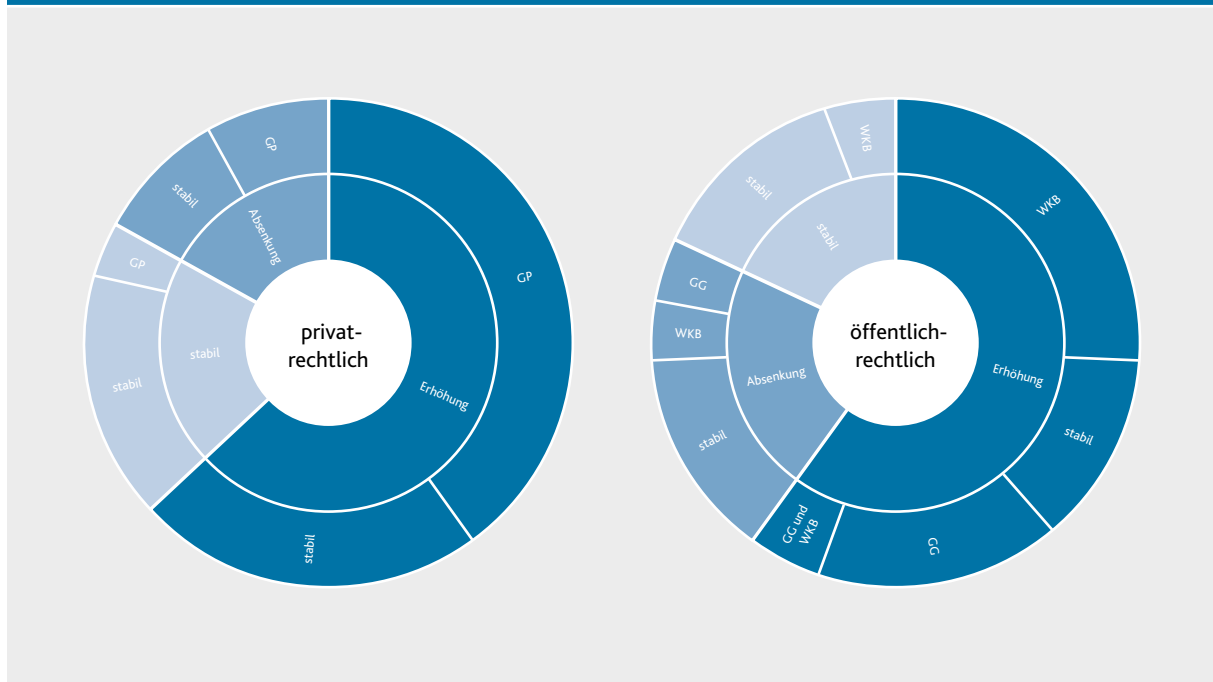 privat-
rechtlich
Erhöhung
stabil
Absenkung
GP
stabil
stabil
GP
stabil
GP
öffentlich-
rechtlich
Erhöhung
Absenkung
stabil
WKB
stabil
GG
GG und
WKB
stabil
WKB
GG
stabil
WKB